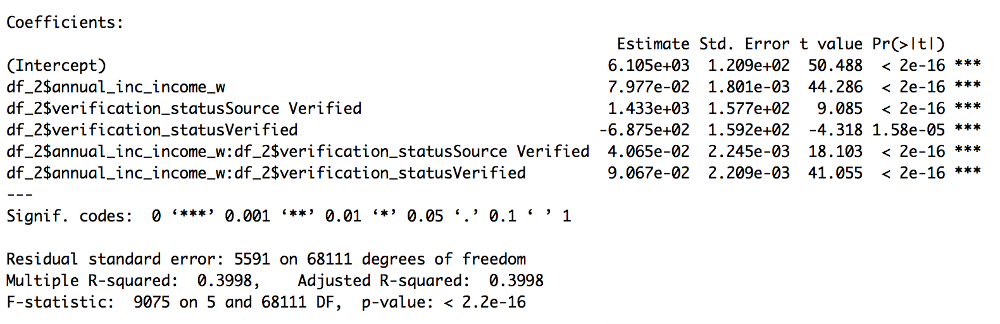 Coefficients:
Estimate Std. Error t value Pr(>|t|)
(Intercept) 6.105e+03 1.209e+02 50.488 < 2e-16 ***
df_2$annual_inc_income_w 7.977e-02 1.801e-03 44.286 < 2e-16 ***
df_2$verification_statusSource Verified 1.433e+03 1.577e+02 9.085 < 2e-16 ***
df_2$verification_statusVerified -6.875e+02 1.592e+02 -4.318 1.58e-05 ***
df_2$annual_inc_income_w:df_2$verification_statusSource Verified 4.065e-02 2.245e-03 18.103 < 2e-16 ***
df_2$annual_inc_income_w:df_2$verification_statusVerified 9.067e-02 2.209e-03 41.055 < 2e-16 ***
---
Signif. codes: 0 ‘***’ 0.001 ‘**’ 0.01 ‘*’ 0.05 ‘.’ 0.1 ‘ ’ 1
Residual standard error: 5591 on 68111 degrees of freedom
Multiple R-squared: 0.3998, Adjusted R-squared: 0.3998
F-statistic: 9075 on 5 and 68111 DF, p-value: < 2.2e-16